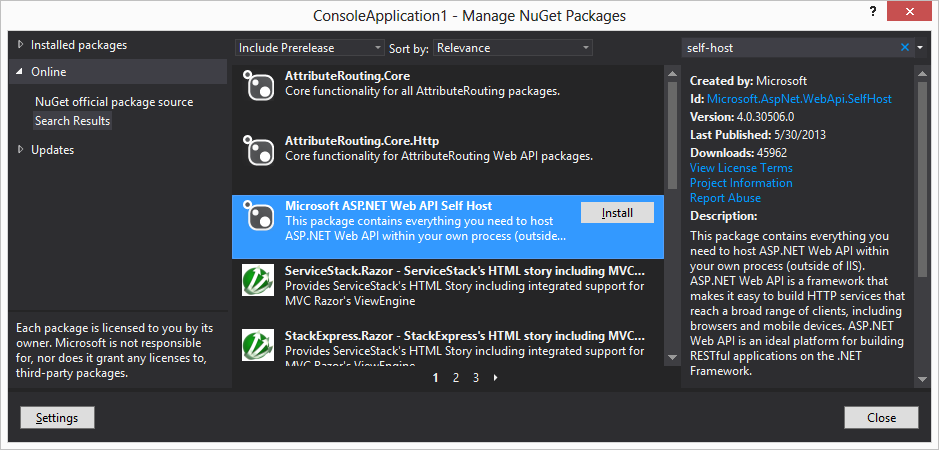 ConsoleApplication1 - Manage NuGet Packages
?
Installed packages
Online
NuGet official package source
Search Results
Updates
Each package is licensed to you by its
owner. Microsoft is not responsible
for, nor does it grant any licenses to,
third-party packages.
Include Prerelease
Sort by: Relevance
AttributeRouting.Core
Core functionality for all AttributeRouting packages.
AttributeRouting.Core.Http
Core functionality for AttributeRouting Web API packages.
Microsoft ASP.NET Web API Self Host
This package contains everything you need to host
ASP.NET Web API within your own process (outside...
Install
ServiceStack.Razor - ServiceStack's HTML story including MVC...
Provides ServiceStack's HTML Story including integrated support for
MVC Razor's ViewEngine
StackExpress.Razor - StackExpress's HTML story including MVC...
Provides ServiceStack's HTML Story including integrated support for
MVC Razor's ViewEngine
1 2 3
self-host
Created by: Microsoft
Id: Microsoft.AspNet.WebApi.SelfHost
Version: 4.0.30506.0
Last Published: 5/30/2013
Downloads: 45962
View License Terms
Project Information
Report Abuse
Description:
This package contains everything you
need to host ASP.NET Web API within
your own process (outside of IIS).
ASP.NET Web API is a framework that
makes it easy to build HTTP services that
reach a broad range of clients, including
browsers and mobile devices. ASP.NET
Web API is an ideal platform for building
RESTful applications on the .NET
Framework.
Settings
Close